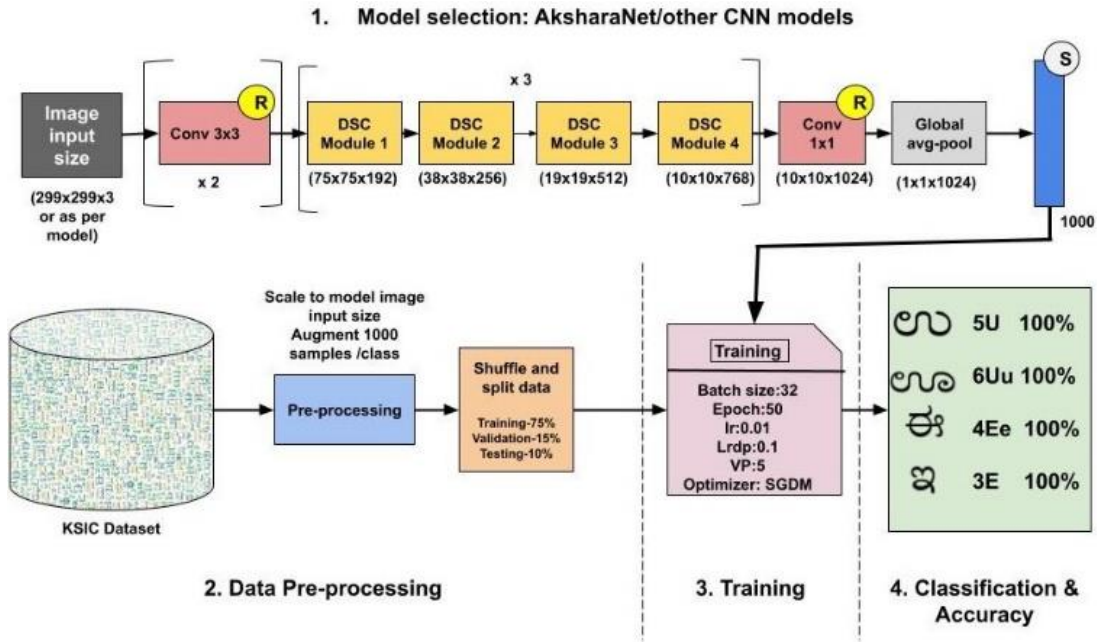 1. Model selection: AksharaNet/other CNN models
Image
input
size
(299x299x3
or as per
model)
Conv 3x3
R
x 2
x 3
DSC
Module 1
(75x75x192)
DSC
Module 2
(38x38x256)
DSC
Module 3
(19x19x512)
DSC
Module 4
(10x10x768)
Conv
1x1
R
(10x10x1024)
Global
avg-pool
(1x1x1024)
S
1000
KSIC Dataset
Scale to model image
input size
Augment 1000
samples /class
Pre-processing
Shuffle and
split data
Training-75%
Validation-15%
Testing-10%
Training
Batch size:32
Epoch:50
lr:0.01
Lrdp:0.1
VP:5
Optimizer: SGDM
ಉ 5U 100%
ಊ 6Uu 100%
ಈ 4Ee 100%
ಇ 3E 100%
2. Data Pre-processing
3. Training
4. Classification &
Accuracy